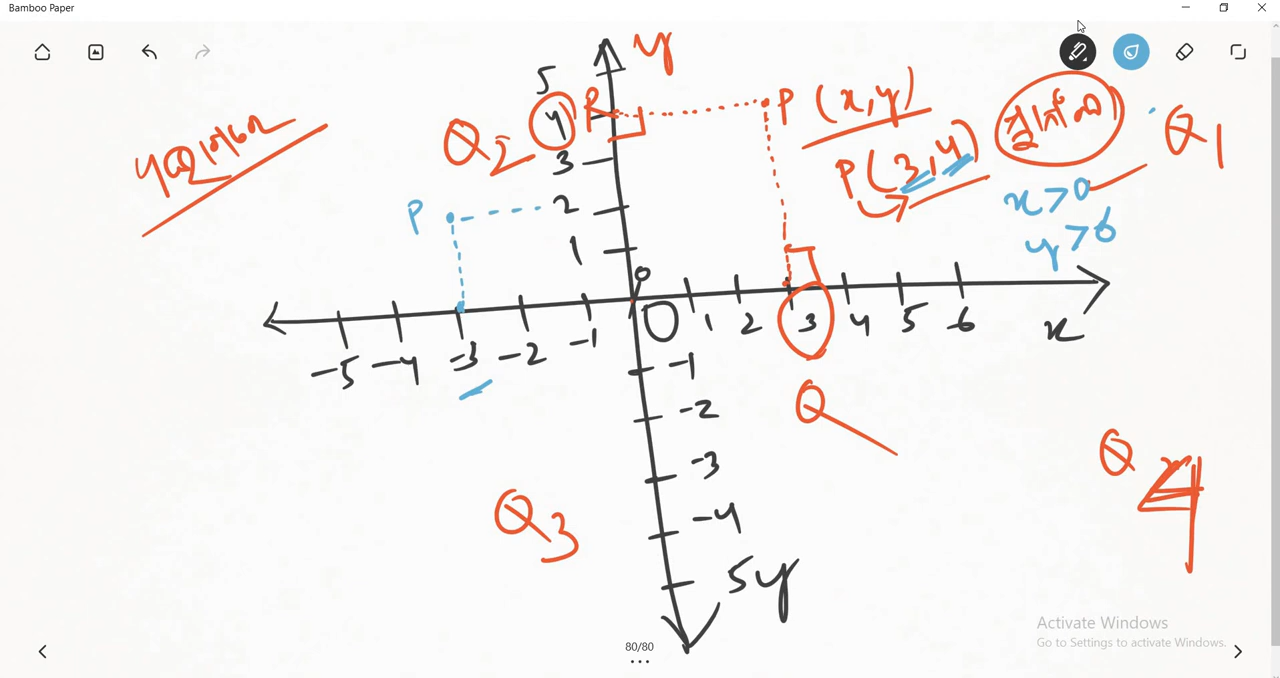 Bamboo Paper
y
5
P (x,y)
Q1
Q2
4
R
P (3,4)
3
x>0
P
2
y>0
1
0
O
1 2 3 4 5 6
x
-5 -4 -3 -2 -1
-1
Q
-2
Q 4
-3
Q3
-4
5y
Activate Windows
Go to Settings to activate Windows.
80/80